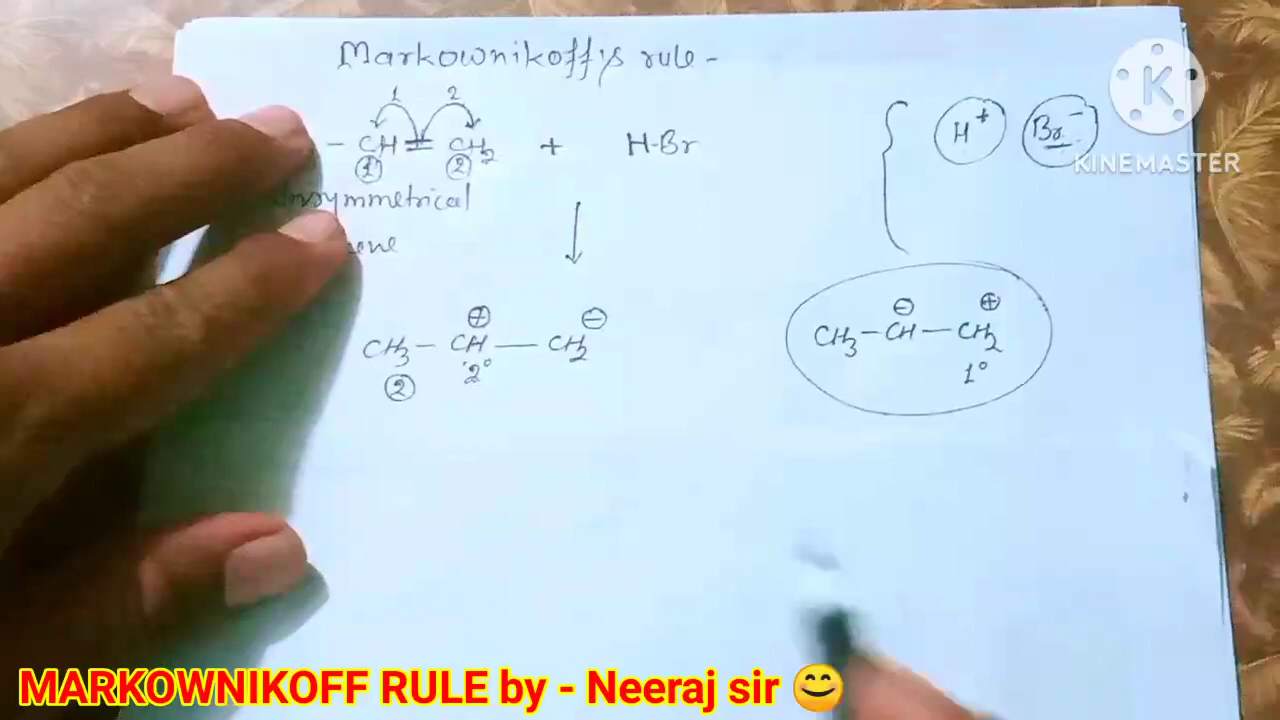 Markownikoff's rule -
1 2
- CH = CH2 + H-Br
1 2
H+ Br-
K
KINEMASTER
+ -
CH3 - CH — CH2
2 2°
- +
CH3 - CH — CH2
1°
MARKOWNIKOFF RULE by - Neeraj sir 😊